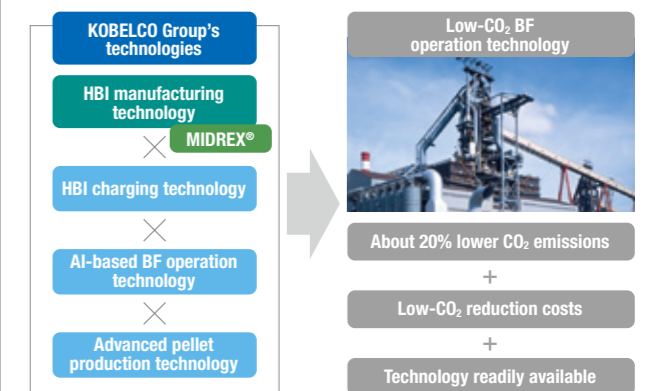 KOBELCO Group's
technologies
HBI manufacturing
technology
MIDREX®
HBI charging technology
AI-based BF operation
technology
Advanced pellet
production technology
Low-CO₂ BF
operation technology
About 20% lower CO₂ emissions
+
Low-CO₂ reduction costs
+
Technology readily available